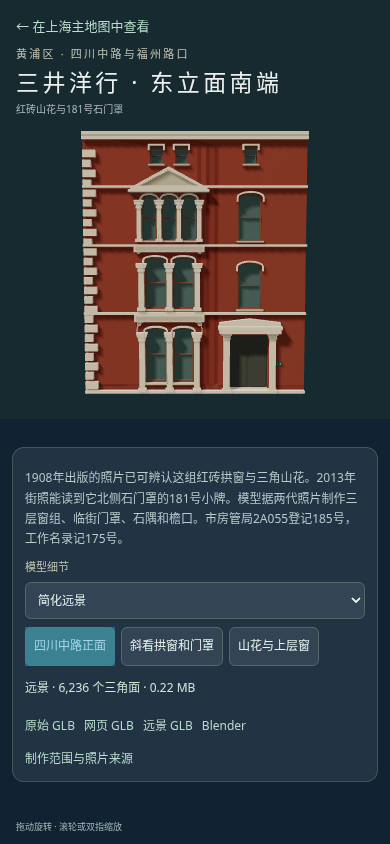 ← 在上海主地图中查看
黄浦区 · 四川中路与福州路口
三井洋行 · 东立面南端
红砖山花与181号石门罩
1908年出版的照片已可辨认这组红砖拱窗与三角山花。2013年
街照能读到它北侧石门罩的181号小牌。模型据两代照片制作三
层窗组、临街门罩、石隅和檐口。市房管局2A055登记185号，
工作名录记175号。
模型细节
简化远景
四川中路正面
斜看拱窗和门罩
山花与上层窗
远景 · 6,236 个三角面 · 0.22 MB
原始 GLB 网页 GLB 远景 GLB Blender
制作范围与照片来源
拖动旋转 · 滚轮或双指缩放